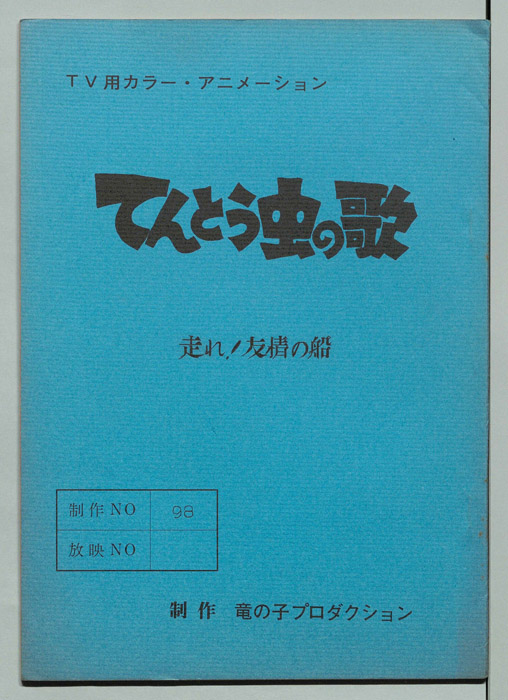 TV用カラー・アニメーション
てんとう虫の歌
走れ!友情の船
制作NO 98
放映NO
制作 竜の子プロダクション